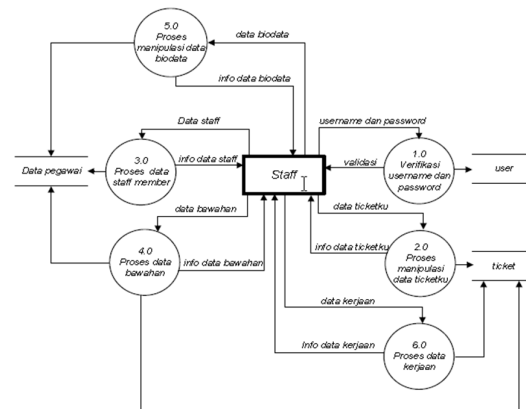 5.0
Proses
manipulasi data
biodata
data biodata
info data biodata
Data staff
username dan password
3.0
Proses data
staff member
info data staff
Data pegawai
Staff
validasi
1.0
Verifikasi
username dan
password
user
data bawahan
data ticketku
4.0
Proses data
bawahan
info data bawahan
info data ticketku
2.0
Proses
manipulasi
data ticketku
ticket
data kerjaan
Info data kerjaan
6.0
Proses data
kerjaan